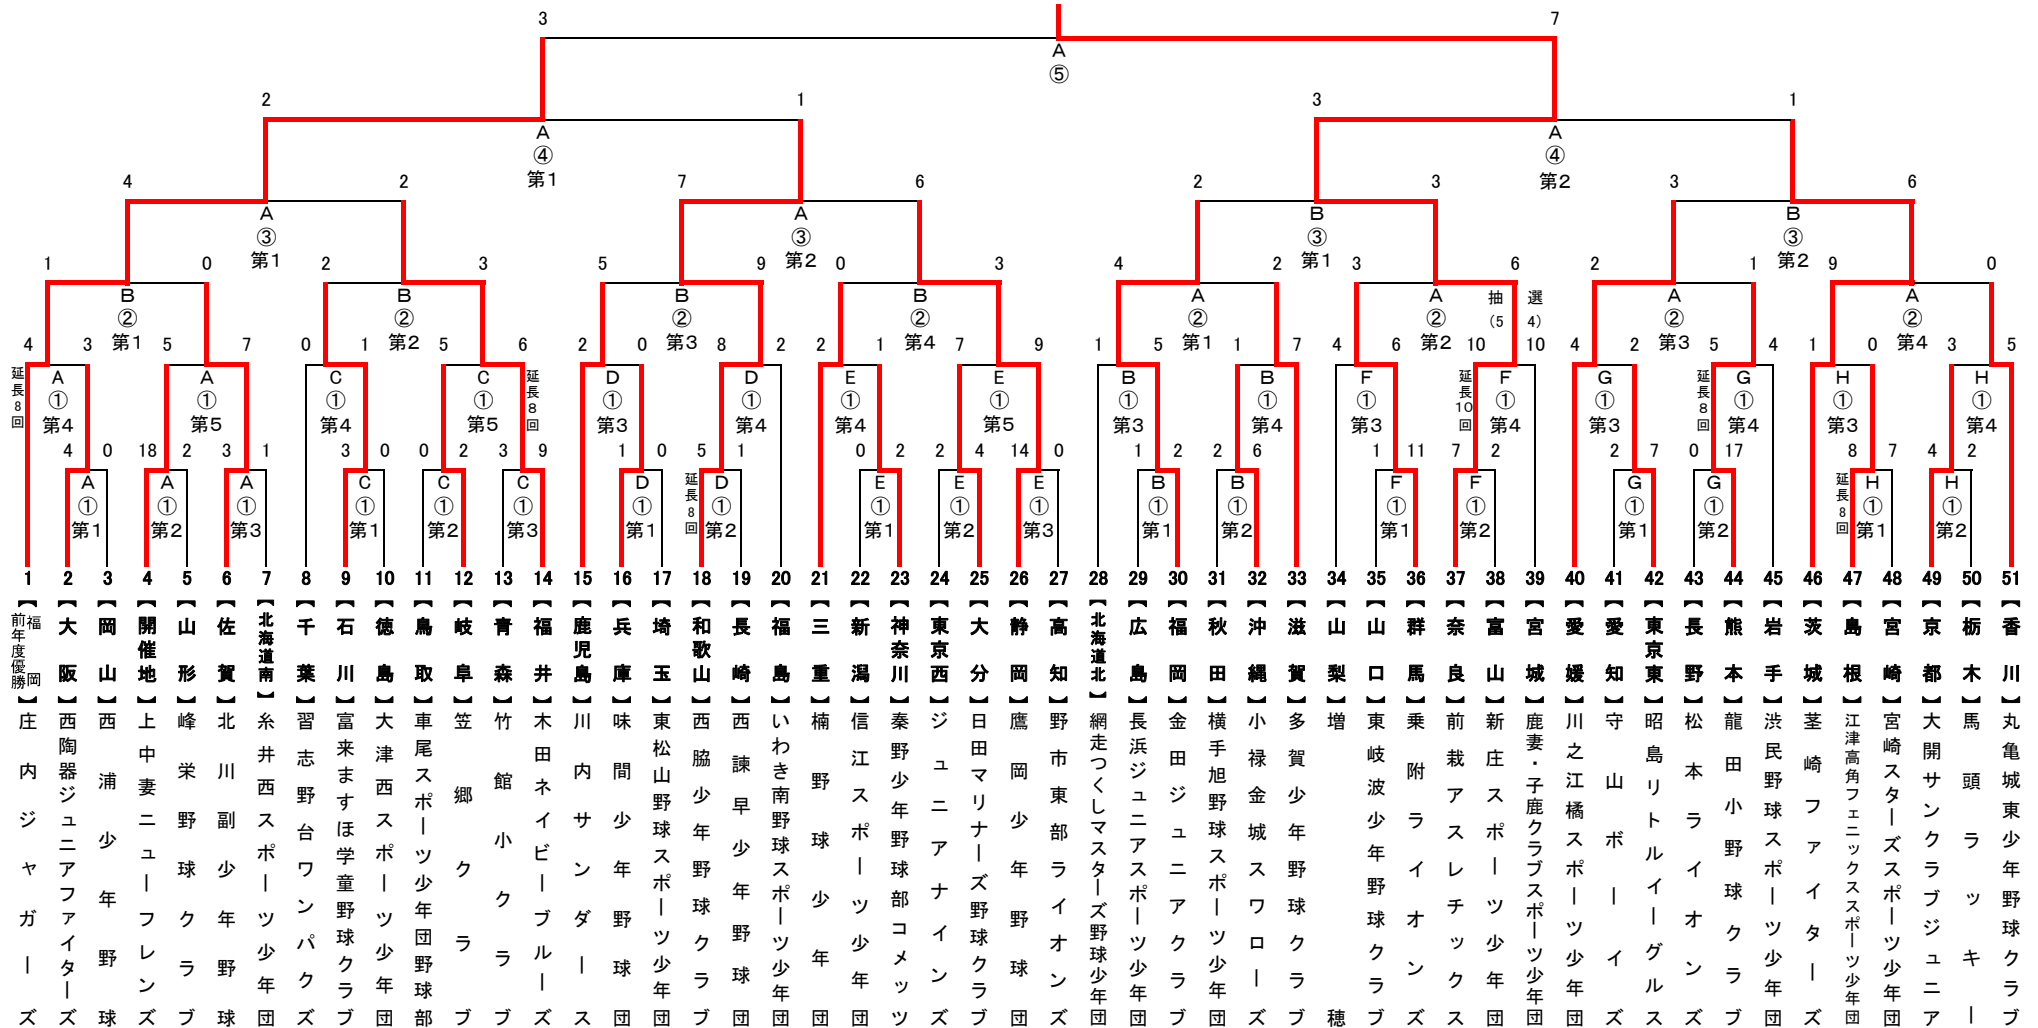 3 7
A
⑤
2 1 3 1
A A
④ ④
第1 第2
4 2 7 6 2 3 3 6
A A B B
③ ③ ③ ③
第1 第2 第1 第2
1 0 2 3 5 9 0 3 4 2 3 6 2 1 9 0
B B B B A A A A
② ② ② ② ② ② ② ②
第1 第2 第3 第4 第1 第2 第3 第4
抽選
(5 4)
4 3 5 7 0 1 5 6 2 0 8 2 2 1 7 9 1 5 1 7 4 6 10 10 4 2 5 4 1 0 3 5
延長8回 延長8回 延長10回 延長8回
A A C C D D E E B B F F G G H H
① ① ① ① ① ① ① ① ① ① ① ① ① ① ① ①
第4 第5 第4 第5 第3 第4 第4 第5 第3 第4 第3 第4 第3 第4 第3 第4
4 0 18 2 3 1 3 0 0 2 3 9 1 0 5 1 0 2 2 4 14 0 1 2 2 6 1 11 7 2 2 7 0 17 8 7 4 2
延長8回 延長8回
A A A C C C D D E E E B B F F G G H H
① ① ① ① ① ① ① ① ① ① ① ① ① ① ① ① ① ① ①
第1 第2 第3 第1 第2 第3 第1 第2 第1 第2 第3 第1 第2 第1 第2 第1 第2 第1 第2
1 【福岡 前年度優勝】 庄内ジャガーズ
2 【大阪】 西陶器ジュニアファイターズ
3 【岡山】 西浦少年野球
4 【開催地】 上中妻ニューフレンズ
5 【山形】 峰栄野球クラブ
6 【佐賀】 北川副少年野球
7 【北海道南】 糸井西スポーツ少年団
8 【千葉】 習志野台ワンパクズ
9 【石川】 富来ますほ学童野球クラブ
10 【徳島】 大津西スポーツ少年団
11 【鳥取】 車尾スポーツ少年団野球部
12 【岐阜】 笠郷クラブ
13 【青森】 竹館小クラブ
14 【福井】 木田ネイビーブルーズ
15 【鹿児島】 川内サンダース
16 【兵庫】 味間少年野球団
17 【埼玉】 東松山野球スポーツ少年団
18 【和歌山】 西脇少年野球クラブ
19 【長崎】 西諫早少年野球団
20 【福島】 いわき南野球スポーツ少年団
21 【三重】 楠野球少年団
22 【新潟】 信江スポーツ少年団
23 【神奈川】 秦野少年野球部コメッツ
24 【東京西】 ジュニアナインズ
25 【大分】 日田マリナーズ野球クラブ
26 【静岡】 鷹岡少年野球団
27 【高知】 野市東部ライオンズ
28 【北海道北】 網走つくしマスターズ野球少年団
29 【広島】 長浜ジュニアスポーツ少年団
30 【福岡】 金田ジュニアクラブ
31 【秋田】 横手旭野球スポーツ少年団
32 【沖縄】 小禄金城スワローズ
33 【滋賀】 多賀少年野球クラブ
34 【山梨】 増穂
35 【山口】 東岐波少年野球クラブ
36 【群馬】 乗附ライオンズ
37 【奈良】 前栽アスレチックス
38 【富山】 新庄スポーツ少年団
39 【宮城】 鹿妻・子鹿クラブスポーツ少年団
40 【愛媛】 川之江橘スポーツ少年団
41 【愛知】 守山ボーイズ
42 【東京東】 昭島リトルイーグルス
43 【長野】 松本ライオンズ
44 【熊本】 龍田小野球クラブ
45 【岩手】 渋民野球スポーツ少年団
46 【茨城】 茎崎ファイターズ
47 【島根】 江津高角フェニックススポーツ少年団
48 【宮崎】 宮崎スターズスポーツ少年団
49 【京都】 大開サンクラブジュニア
50 【栃木】 馬頭ラッキー
51 【香川】 丸亀城東少年野球クラブ